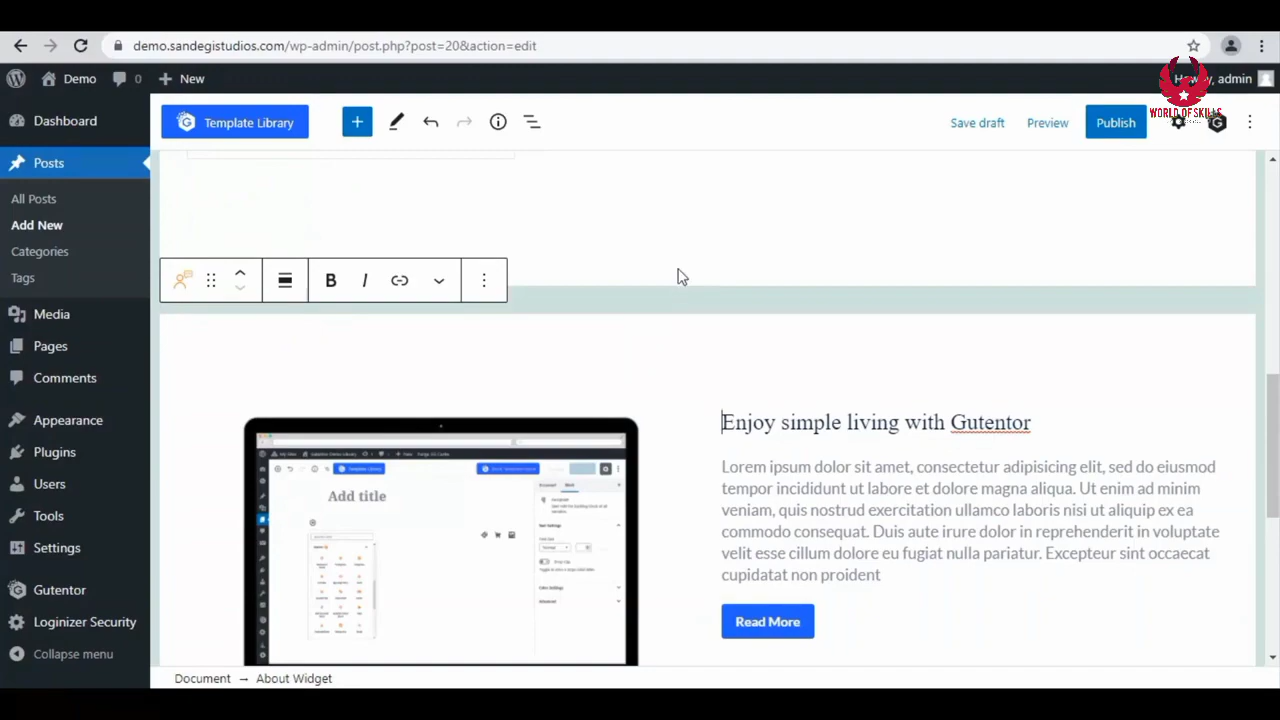 demo.sandegistudios.com/wp-admin/post.php?post=20&action=edit
Demo
0
New
Howdy, admin
WORLD OF SKILLS
Dashboard
Posts
All Posts
Add New
Categories
Tags
Media
Pages
Comments
Appearance
Plugins
Users
Tools
Settings
Gutentor
Loginizer Security
Collapse menu
Template Library
Save draft
Preview
Publish
B I
Template Library
Add title
Enjoy simple living with Gutentor
Lorem ipsum dolor sit amet, consectetur adipisicing elit, sed do eiusmod
tempor incididunt ut labore et dolore magna aliqua. Ut enim ad minim
veniam, quis nostrud exercitation ullamco laboris nisi ut aliquip ex ea
commodo consequat. Duis aute irure dolor in reprehenderit in voluptate
velit esse cillum dolore eu fugiat nulla pariatur. Excepteur sint occaecat
cupidatat non proident
Read More
Document → About Widget